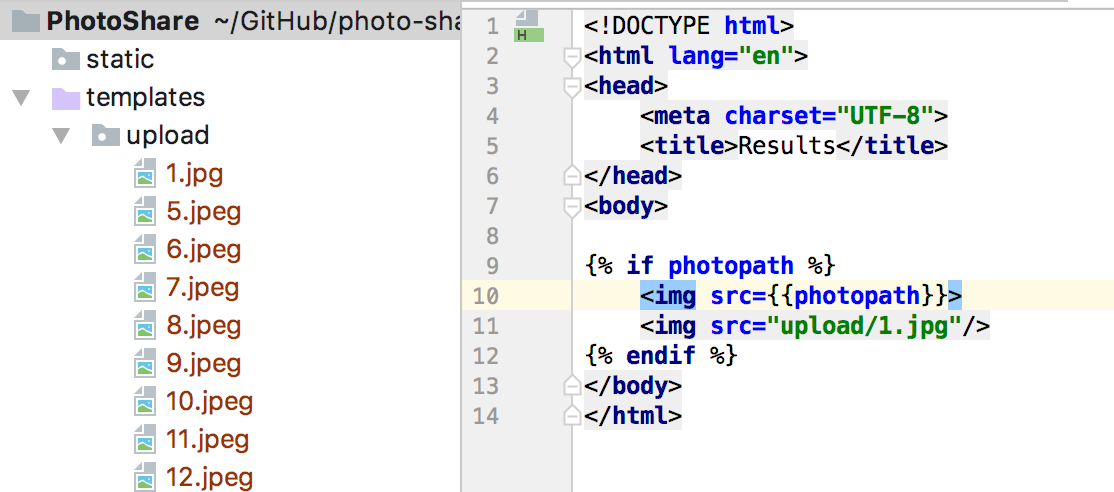 PhotoShare ~/GitHub/photo-sha
static
templates
upload
1.jpg
5.jpeg
6.jpeg
7.jpeg
8.jpeg
9.jpeg
10.jpeg
11.jpeg
12.jpeg
H
1 <!DOCTYPE html>
2 <html lang="en">
3 <head>
4 <meta charset="UTF-8">
5 <title>Results</title>
6 </head>
7 <body>
8
9 {% if photopath %}
10 <img src={{photopath}}>
11 <img src="upload/1.jpg"/>
12 {% endif %}
13 </body>
14 </html>